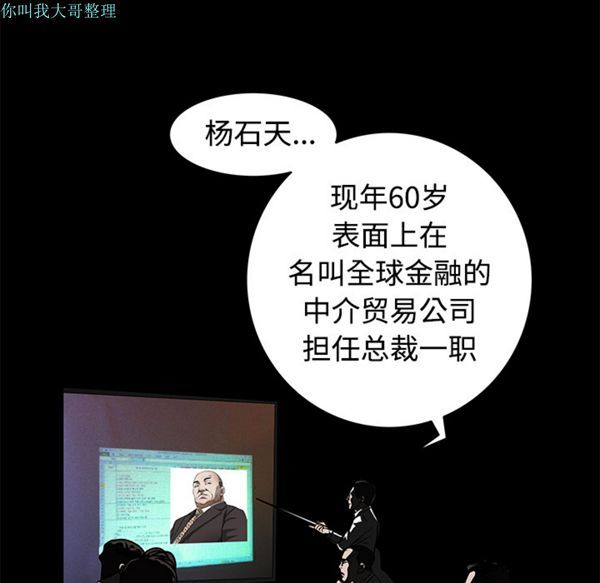 你叫我大哥整理
杨石天...
现年60岁
表面上在
名叫全球金融的
中介贸易公司
担任总裁一职